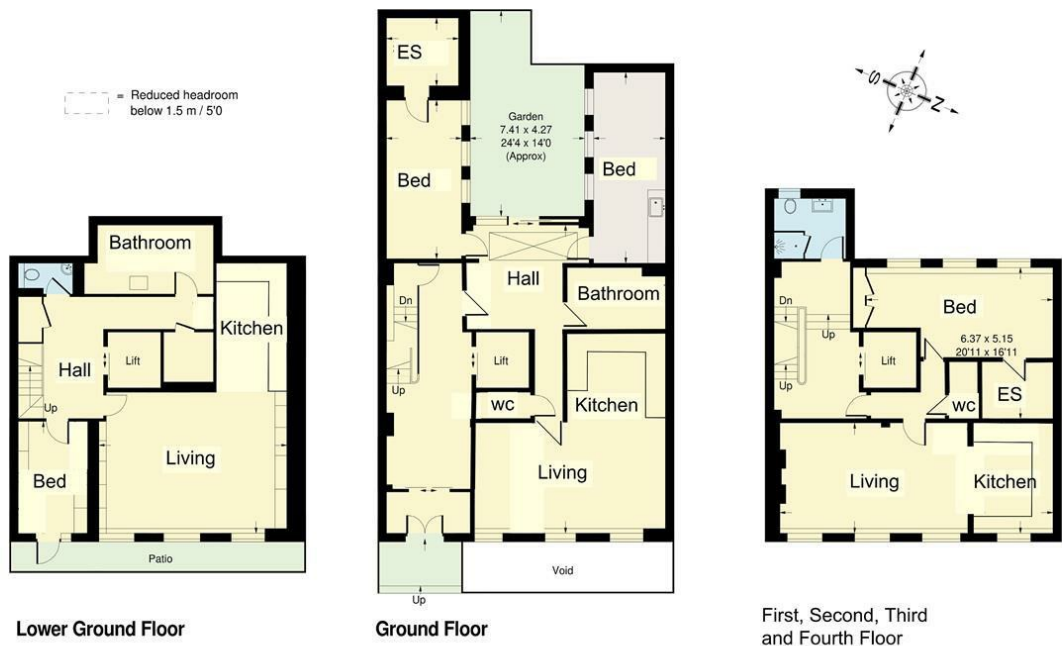 = Reduced headroom
below 1.5 m / 5'0
Bathroom
Kitchen
Lift
Hall
Up
Living
Bed
Patio
Lower Ground Floor
ES
Garden
7.41 x 4.27
24'4 x 14'0
(Approx)
Bed
Bed
Hall
Dn
Bathroom
Lift
Up
Kitchen
wc
Living
Void
Up
Ground Floor
S
N
Dn
Up
Bed
6.37 x 5.15
20'11 x 16'11
Lift
Up
ES
wc
Living
Kitchen
First, Second, Third
and Fourth Floor